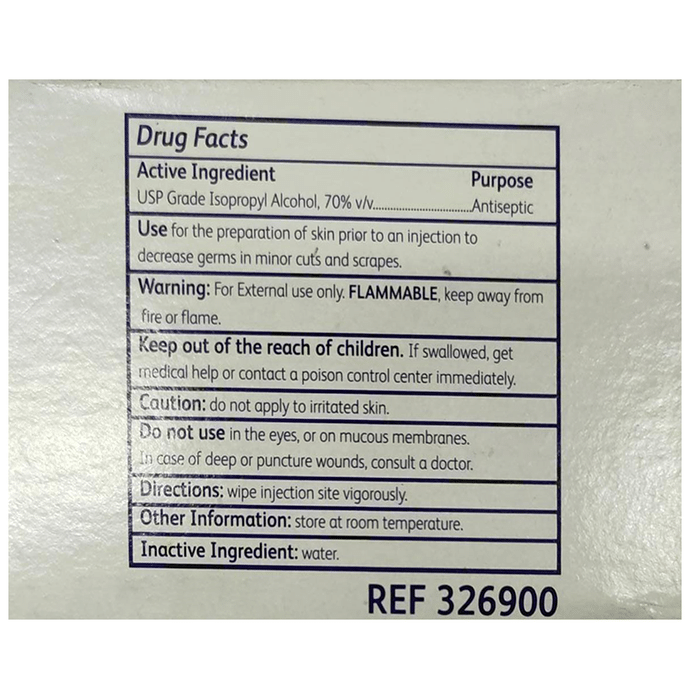 Drug Facts
Active Ingredient Purpose
USP Grade Isopropyl Alcohol, 70% v/v..............................Antiseptic
Use for the preparation of skin prior to an injection to
decrease germs in minor cuts and scrapes.
Warning: For External use only. FLAMMABLE, keep away from
fire or flame.
Keep out of the reach of children. If swallowed, get
medical help or contact a poison control center immediately.
Caution: do not apply to irritated skin.
Do not use in the eyes, or on mucous membranes.
In case of deep or puncture wounds, consult a doctor.
Directions: wipe injection site vigorously.
Other Information: store at room temperature.
Inactive Ingredient: water.
REF 326900